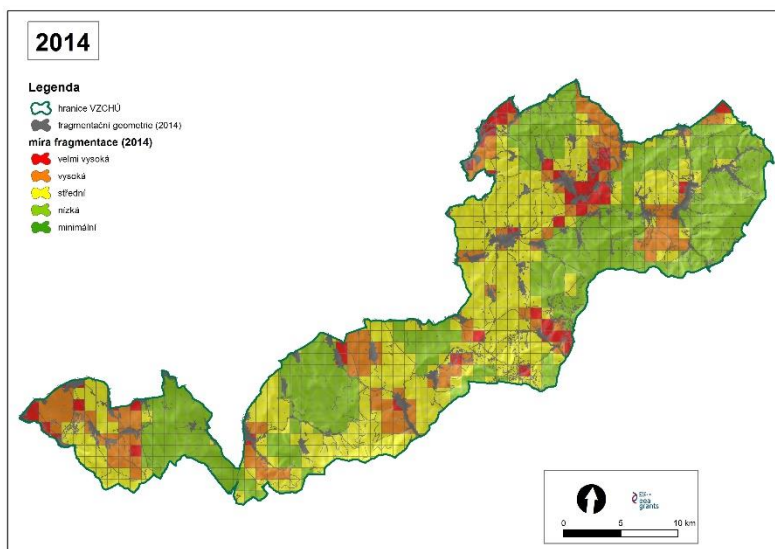 2014
Legenda
hranice VZCHÚ
fragmentační geometrie (2014)
míra fragmentace (2014)
velmi vysoká
vysoká
střední
nízká
minimální
eea
grants
0 5 10 km